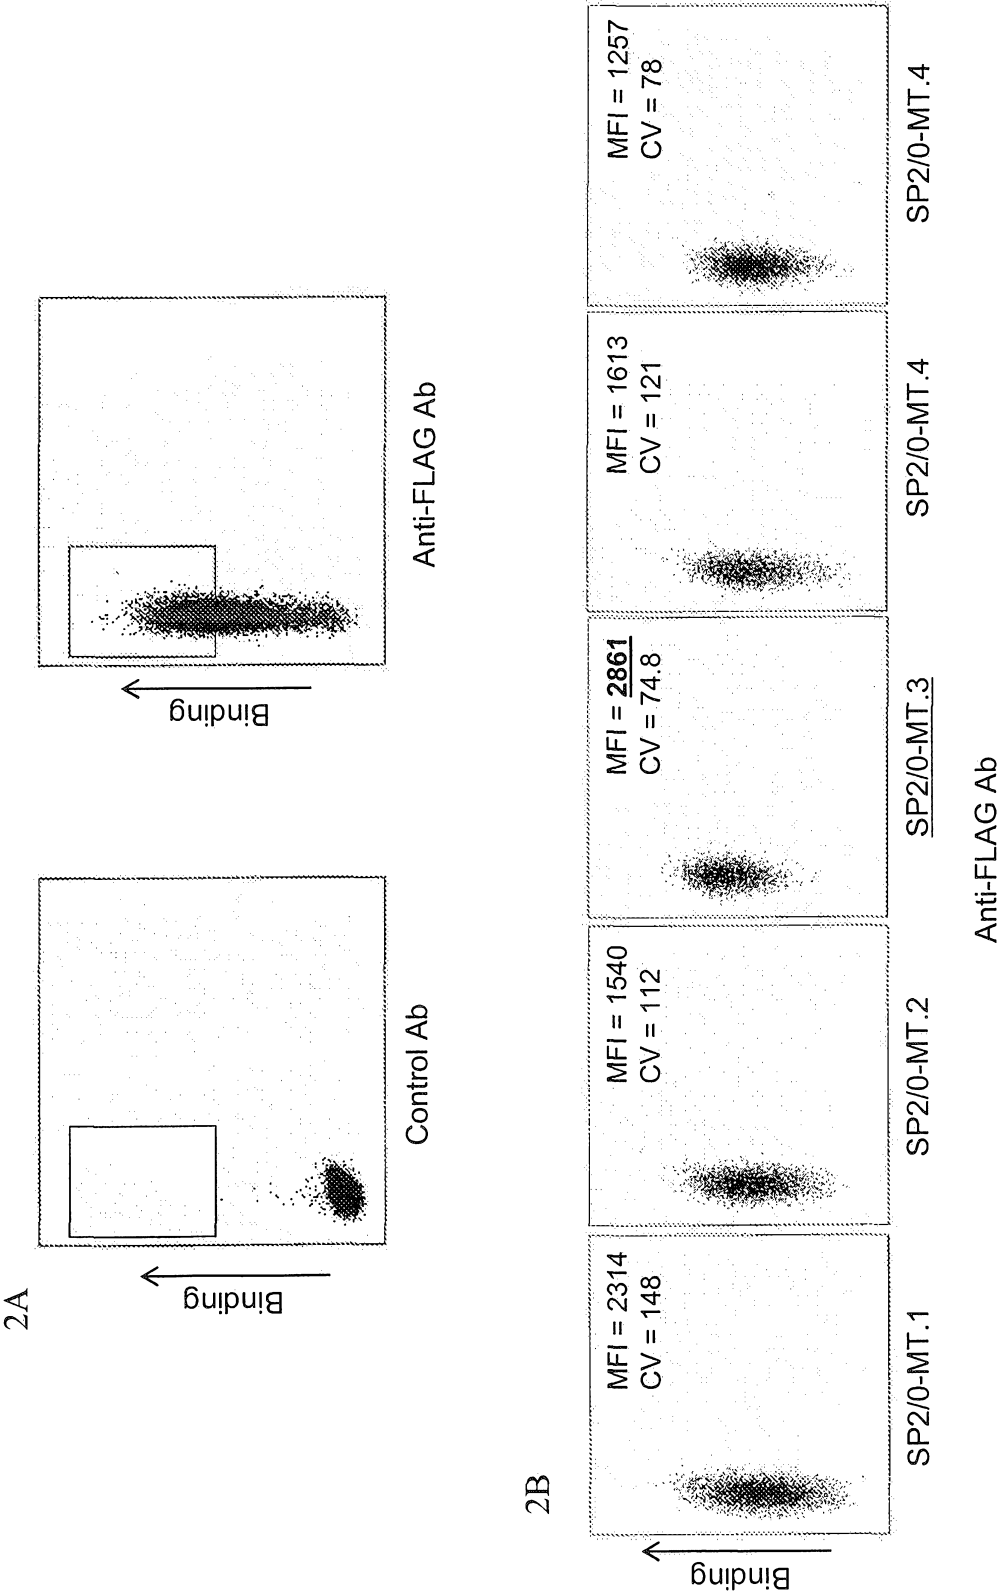 2A
Binding
Control Ab
Binding
Anti-FLAG Ab
2B
Binding
MFI = 2314
CV = 148
SP2/0-MT.1
MFI = 1540
CV = 112
SP2/0-MT.2
MFI = 2861
CV = 74.8
SP2/0-MT.3
MFI = 1613
CV = 121
SP2/0-MT.4
MFI = 1257
CV = 78
SP2/0-MT.4
Anti-FLAG Ab